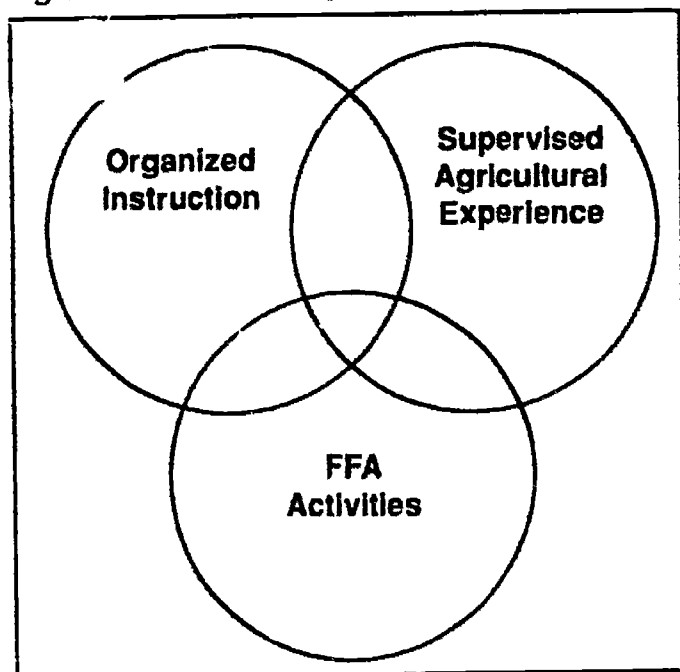 Organized
Instruction
Supervised
Agricultural
Experience
FFA
Activities